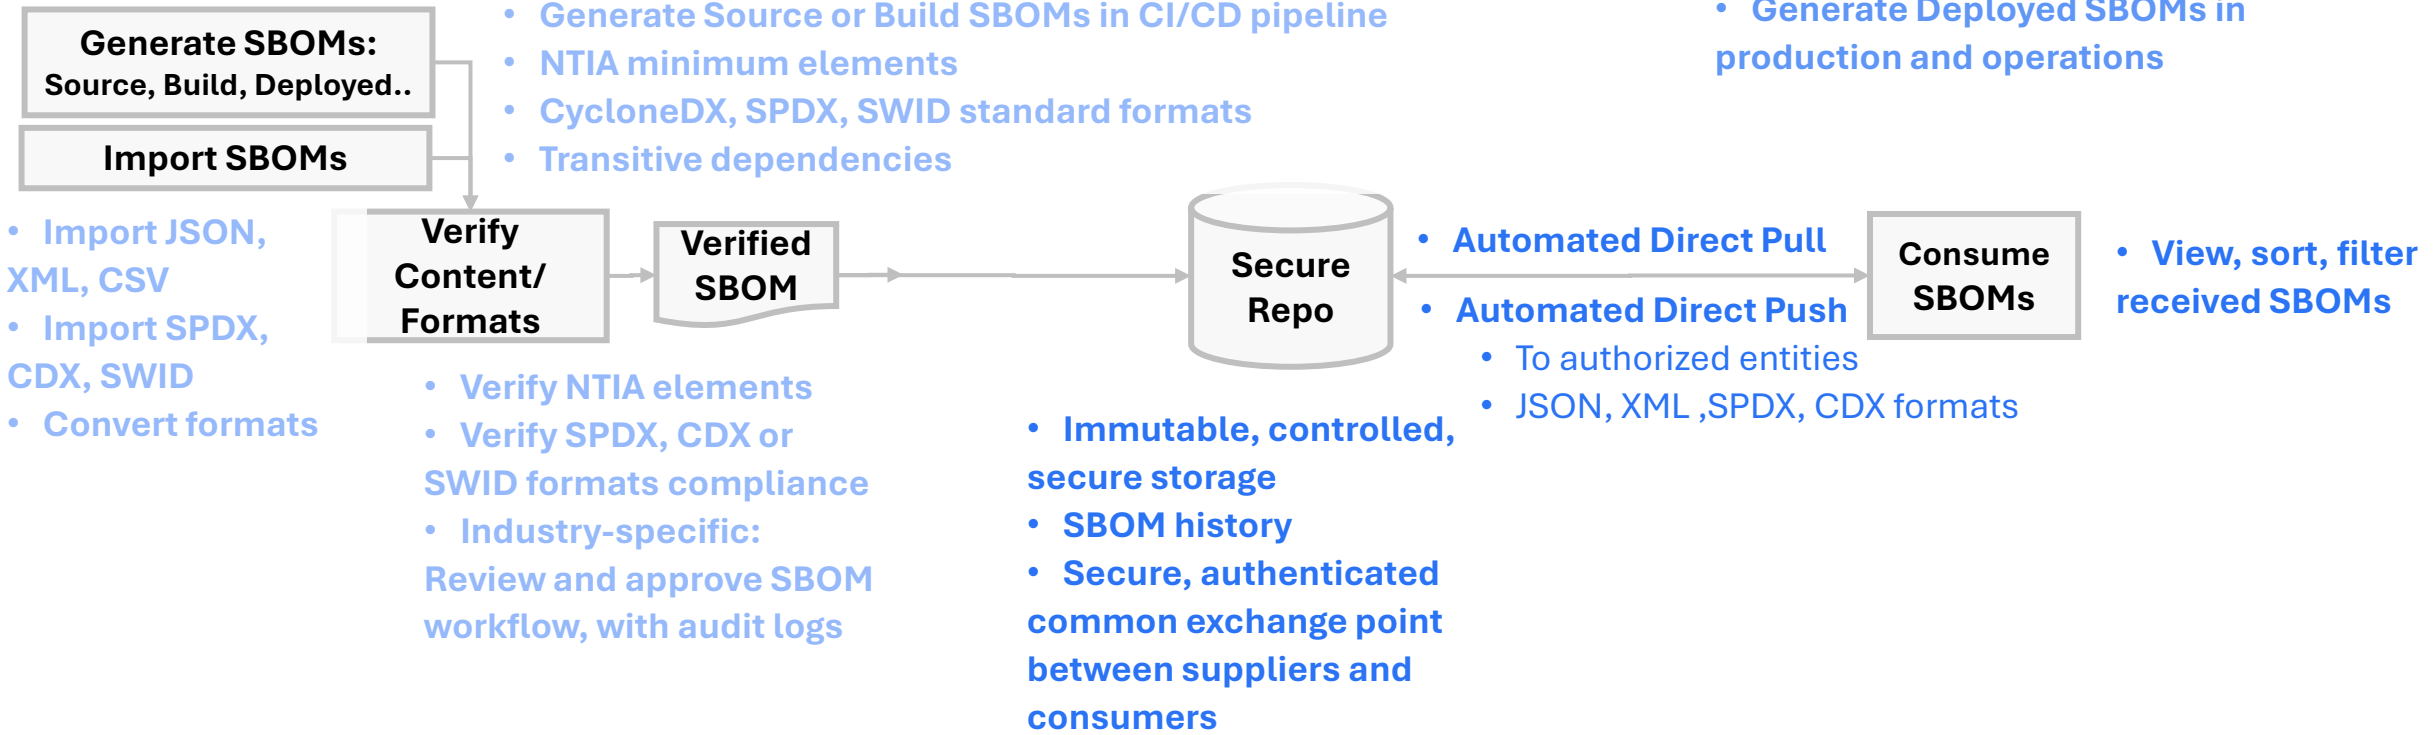 Generate SBOMs:
Source, Build, Deployed..
Import SBOMs
• Generate Source or Build SBOMs in CI/CD pipeline
• NTIA minimum elements
• CycloneDX, SPDX, SWID standard formats
• Transitive dependencies
• Generate Deployed SBOMs in
production and operations
• Import JSON,
XML, CSV
• Import SPDX,
CDX, SWID
• Convert formats
Verify
Content/
Formats
Verified
SBOM
• Verify NTIA elements
• Verify SPDX, CDX or
SWID formats compliance
• Industry-specific:
Review and approve SBOM
workflow, with audit logs
Secure
Repo
• Immutable, controlled,
secure storage
• SBOM history
• Secure, authenticated
common exchange point
between suppliers and
consumers
• Automated Direct Pull
• Automated Direct Push
• To authorized entities
• JSON, XML ,SPDX, CDX formats
Consume
SBOMs
• View, sort, filter
received SBOMs